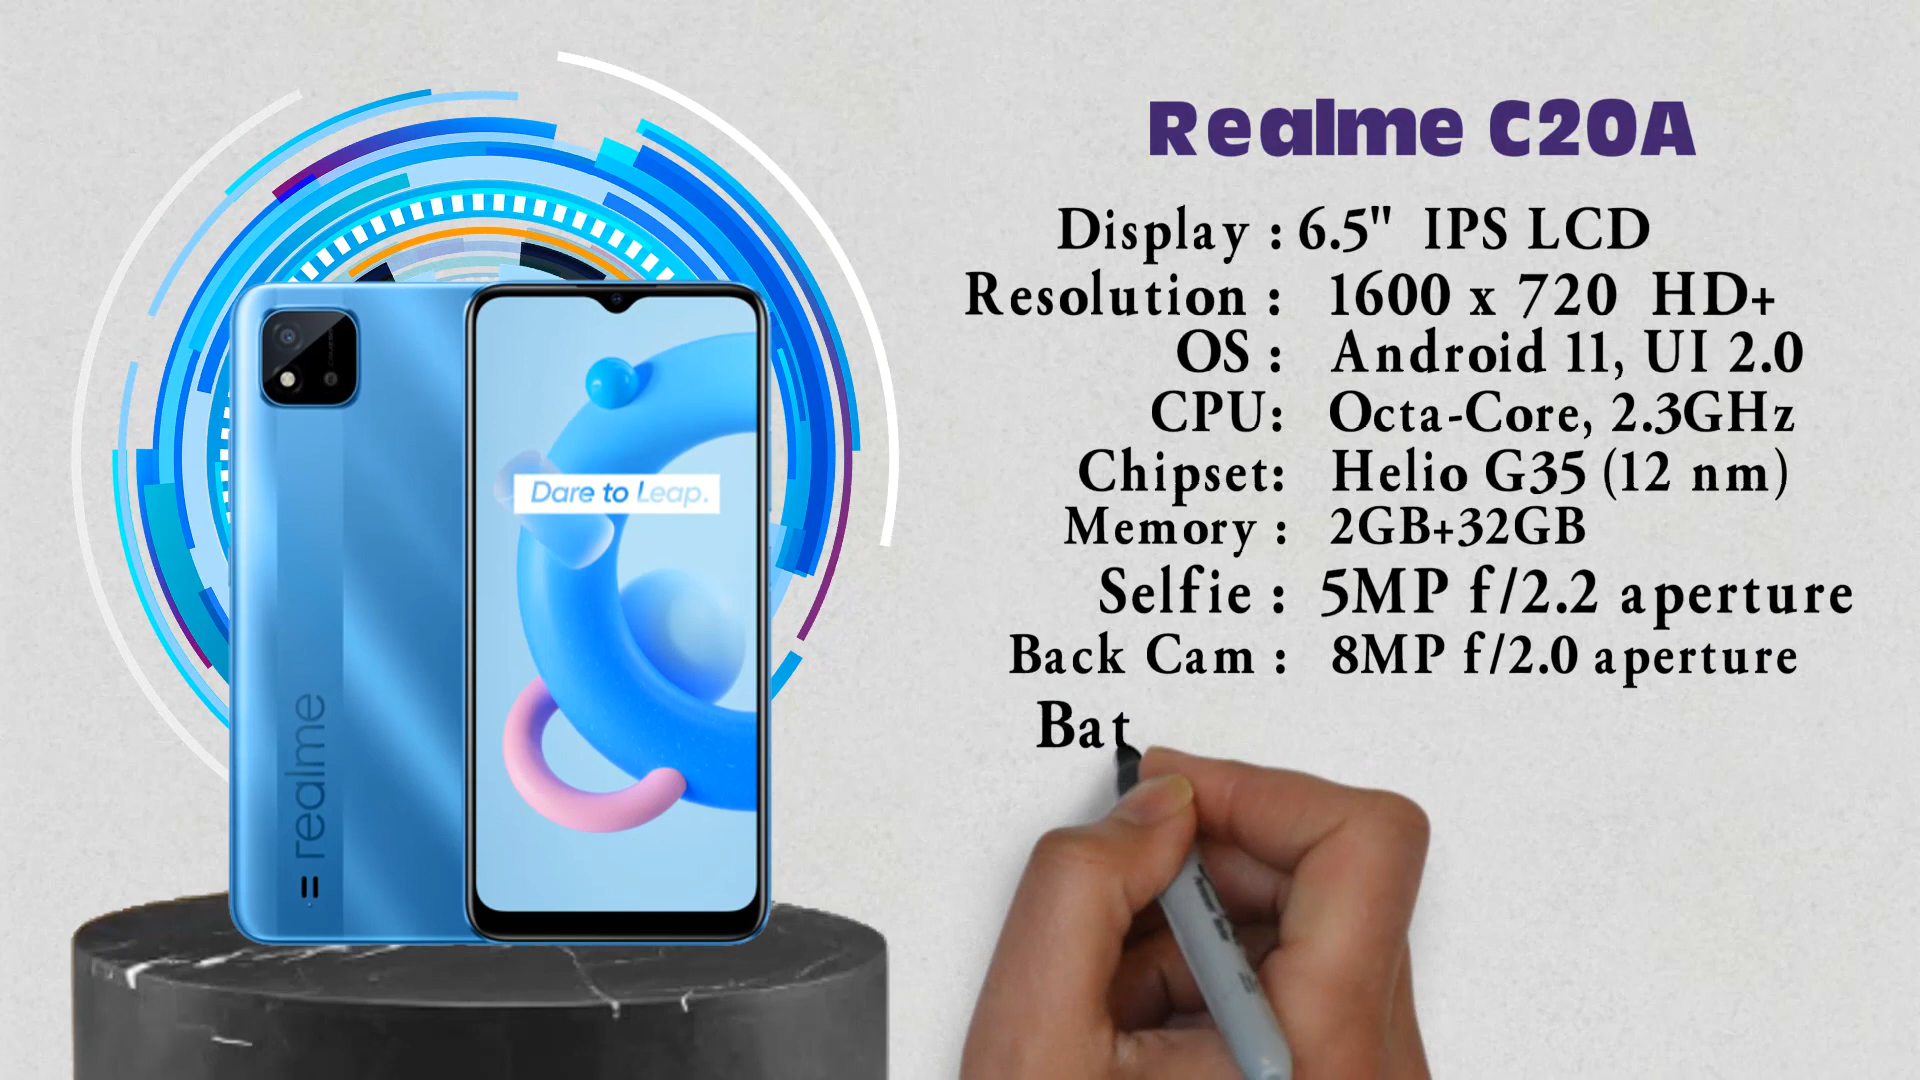 Realme C20A
Display : 6.5" IPS LCD
Resolution : 1600 x 720 HD+
OS : Android 11, UI 2.0
CPU: Octa-Core, 2.3GHz
Chipset: Helio G35 (12 nm)
Memory : 2GB+32GB
Selfie : 5MP f/2.2 aperture
Back Cam : 8MP f/2.0 aperture
Bat
Dare to Leap.
realme